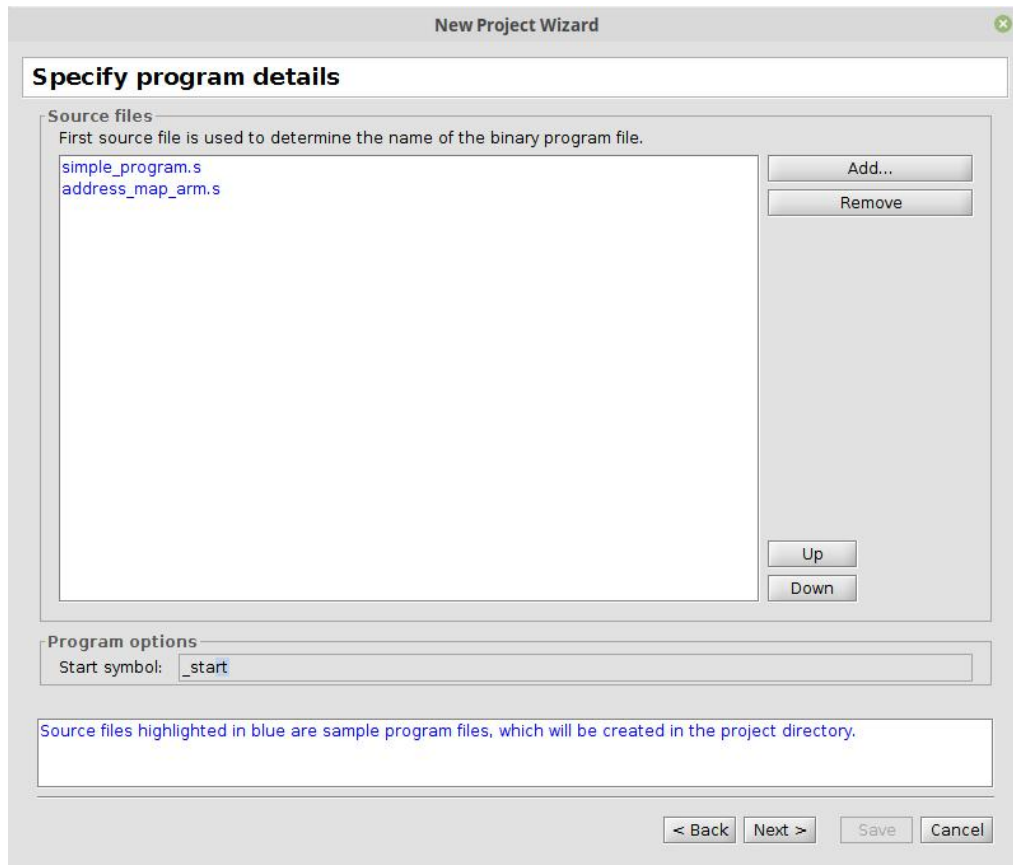 New Project Wizard
Specify program details
Source files
First source file is used to determine the name of the binary program file.
simple_program.s
address_map_arm.s
Add...
Remove
Up
Down
Program options
Start symbol: _start
Source files highlighted in blue are sample program files, which will be created in the project directory.
< Back Next > Save Cancel